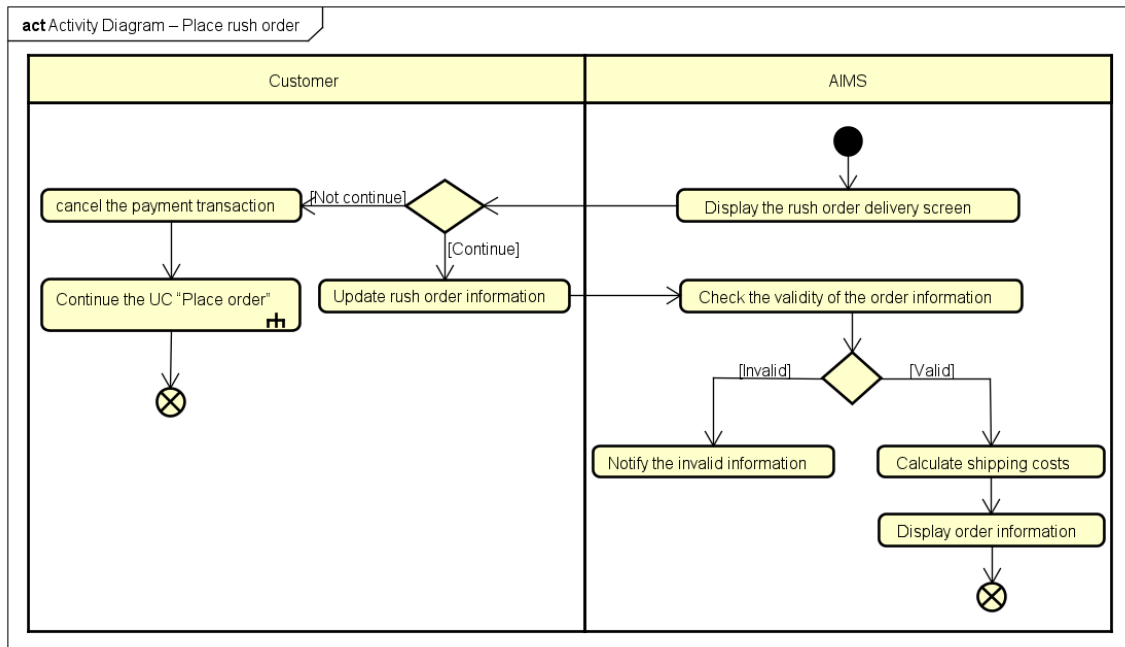 act Activity Diagram – Place rush order
Customer
AIMS
[Not continue]
cancel the payment transaction
Display the rush order delivery screen
[Continue]
Continue the UC “Place order”
Update rush order information
Check the validity of the order information
[Invalid]
[Valid]
Notify the invalid information
Calculate shipping costs
Display order information